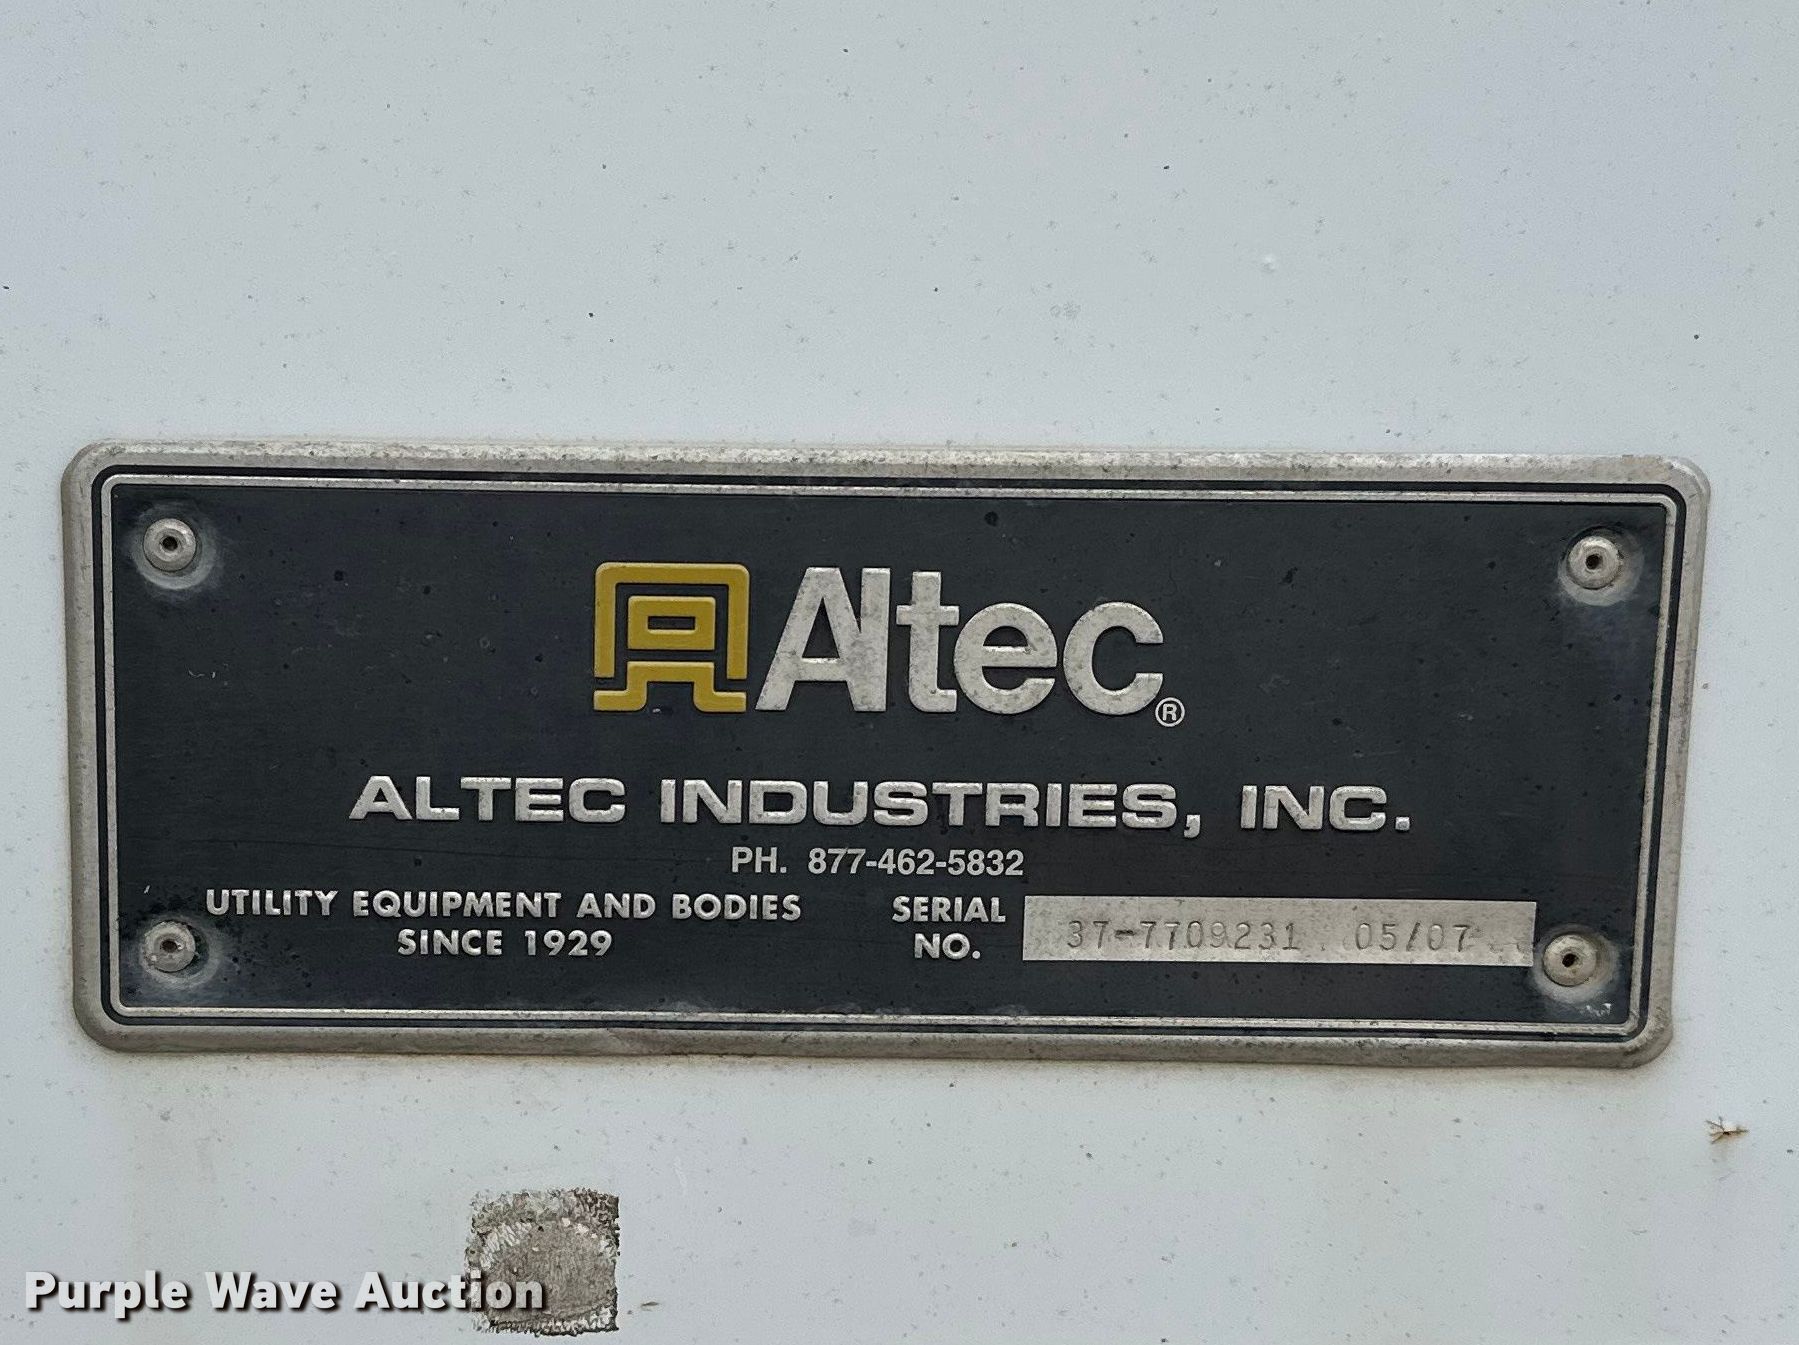 Altec®
ALTEC INDUSTRIES, INC.
PH. 877-462-5832
UTILITY EQUIPMENT AND BODIES
SINCE 1929
SERIAL
NO.
37-7709231 05/07
Purple Wave Auction